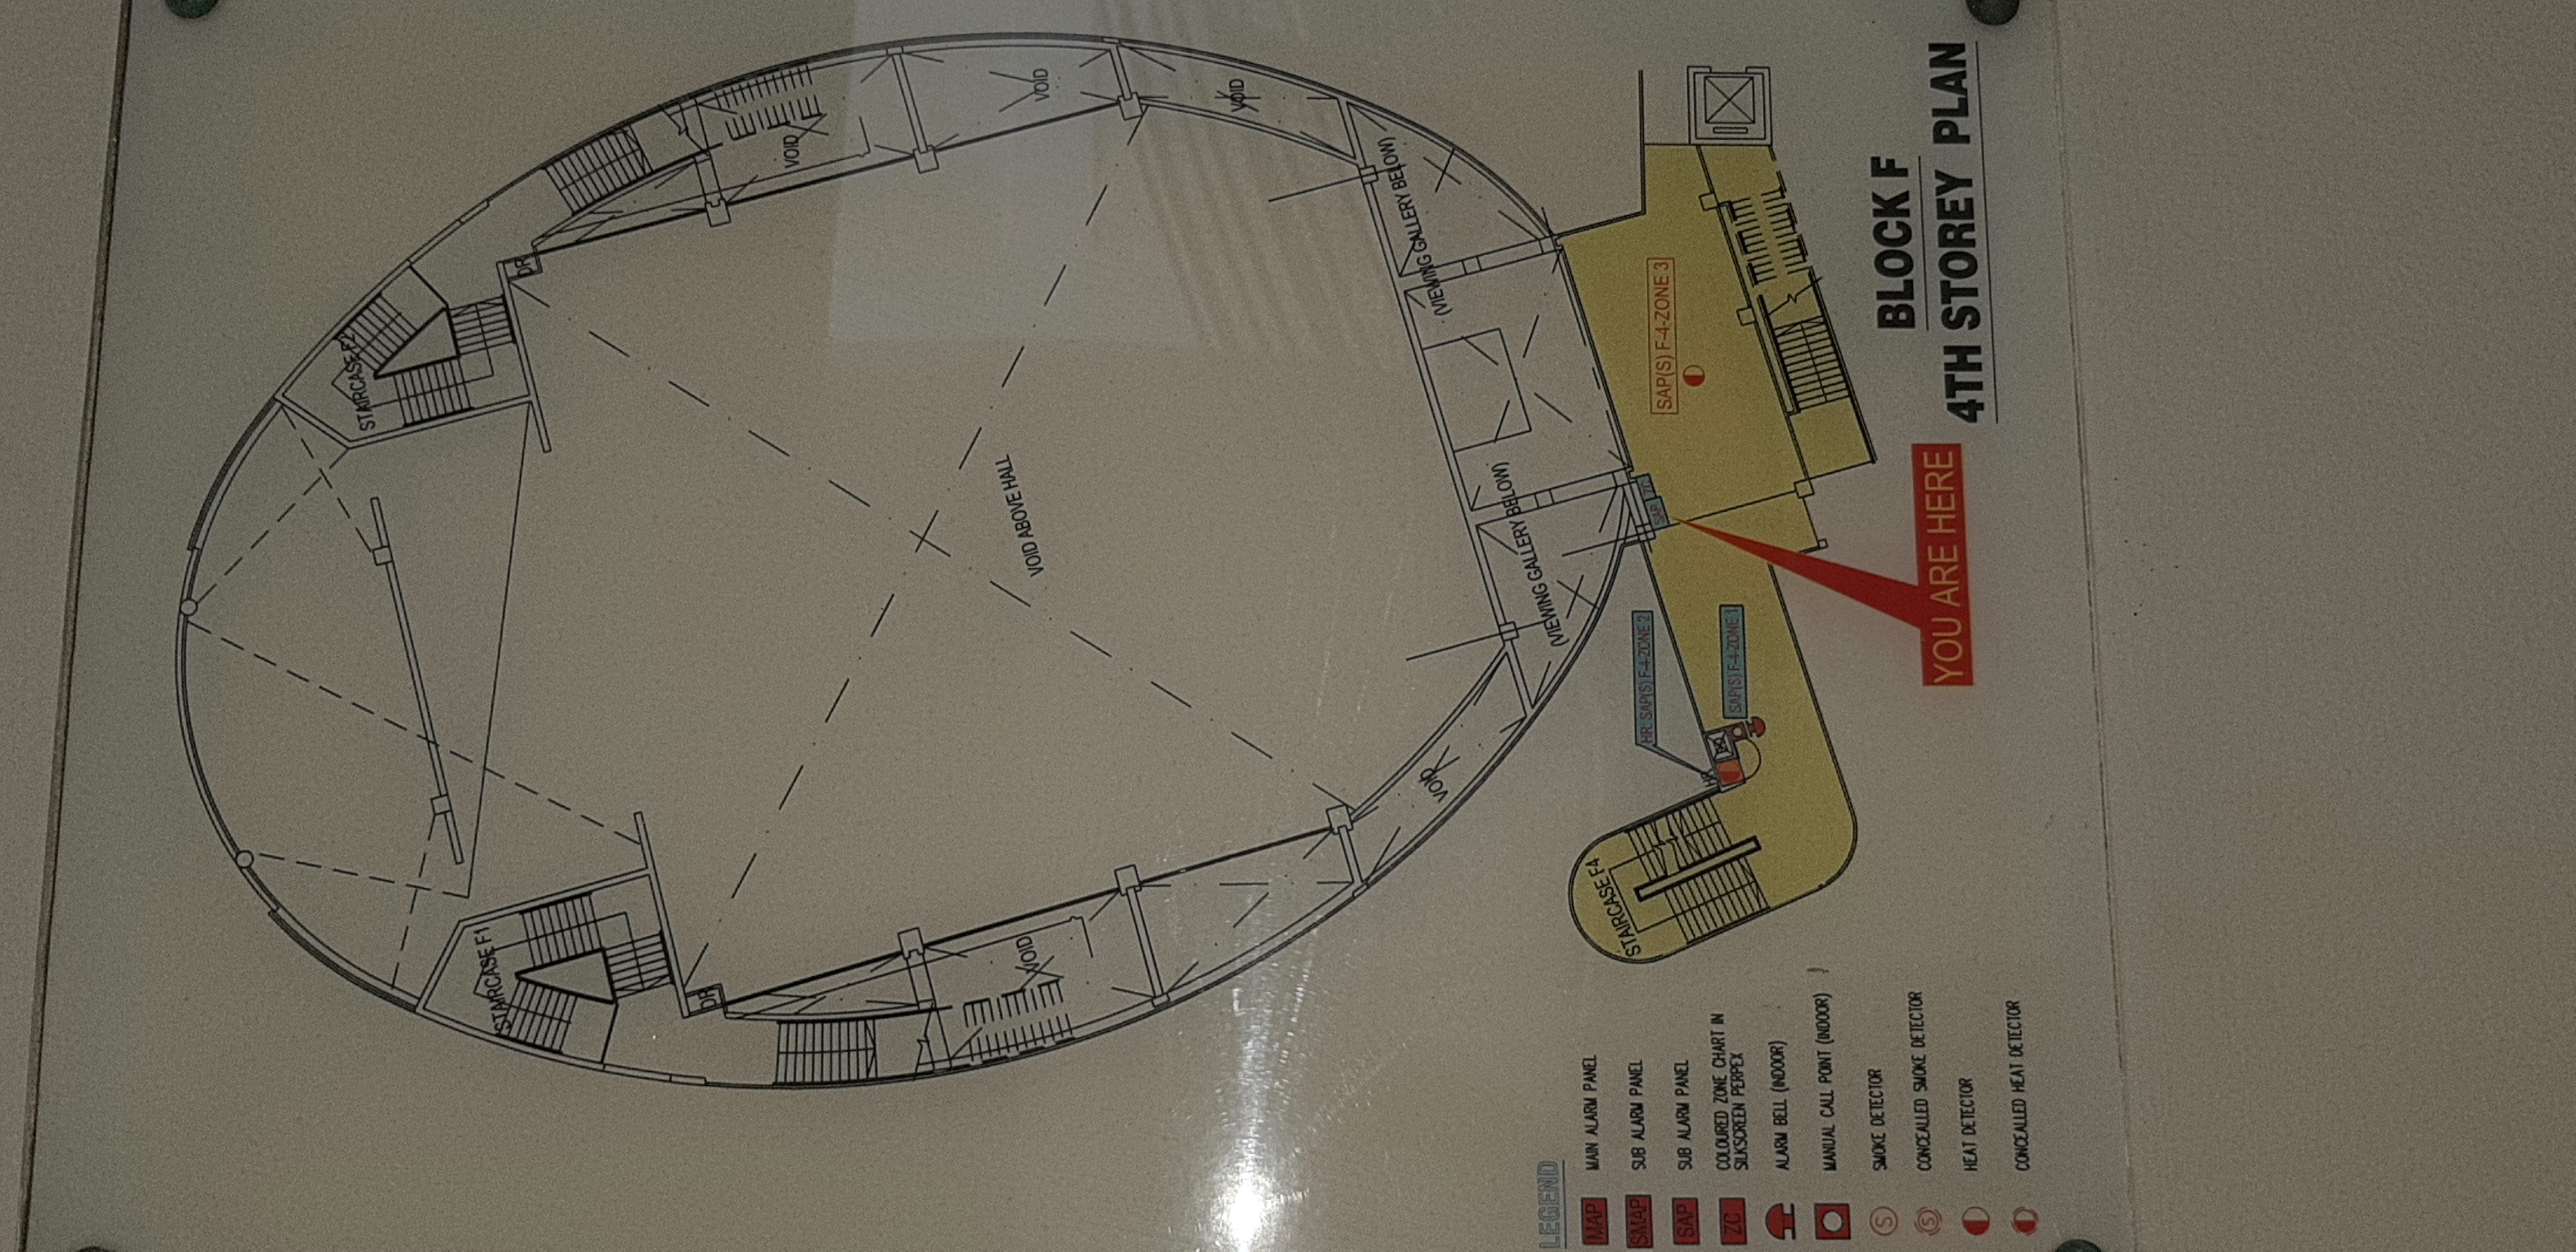 STAIRCASE F2
STAIRCASE F1
DR
DR
VOID
VOID ABOVE HALL
VOID
VOID
VOID
(VIEWING GALLERY BELOW)
VOID
(VIEWING GALLERY BELOW)
LEGEND
MAP MAIN ALARM PANEL
SMAP SUB ALARM PANEL
SAP SUB ALARM PANEL
ZC COLOURED ZONE CHART IN
SILKSCREEN PERPEX
ALARM BELL (INDOOR)
MANUAL CALL POINT (INDOOR)
S SMOKE DETECTOR
S CONCEALLED SMOKE DETECTOR
HEAT DETECTOR
CONCEALLED HEAT DETECTOR
STAIRCASE F4
HR. SAP(S) F-4-ZONE 2
SAP ZC
SAP(S) F-4-ZONE 3
HR
SAP(S) F-4-ZONE 1
YOU ARE HERE
BLOCK F
4TH STOREY PLAN